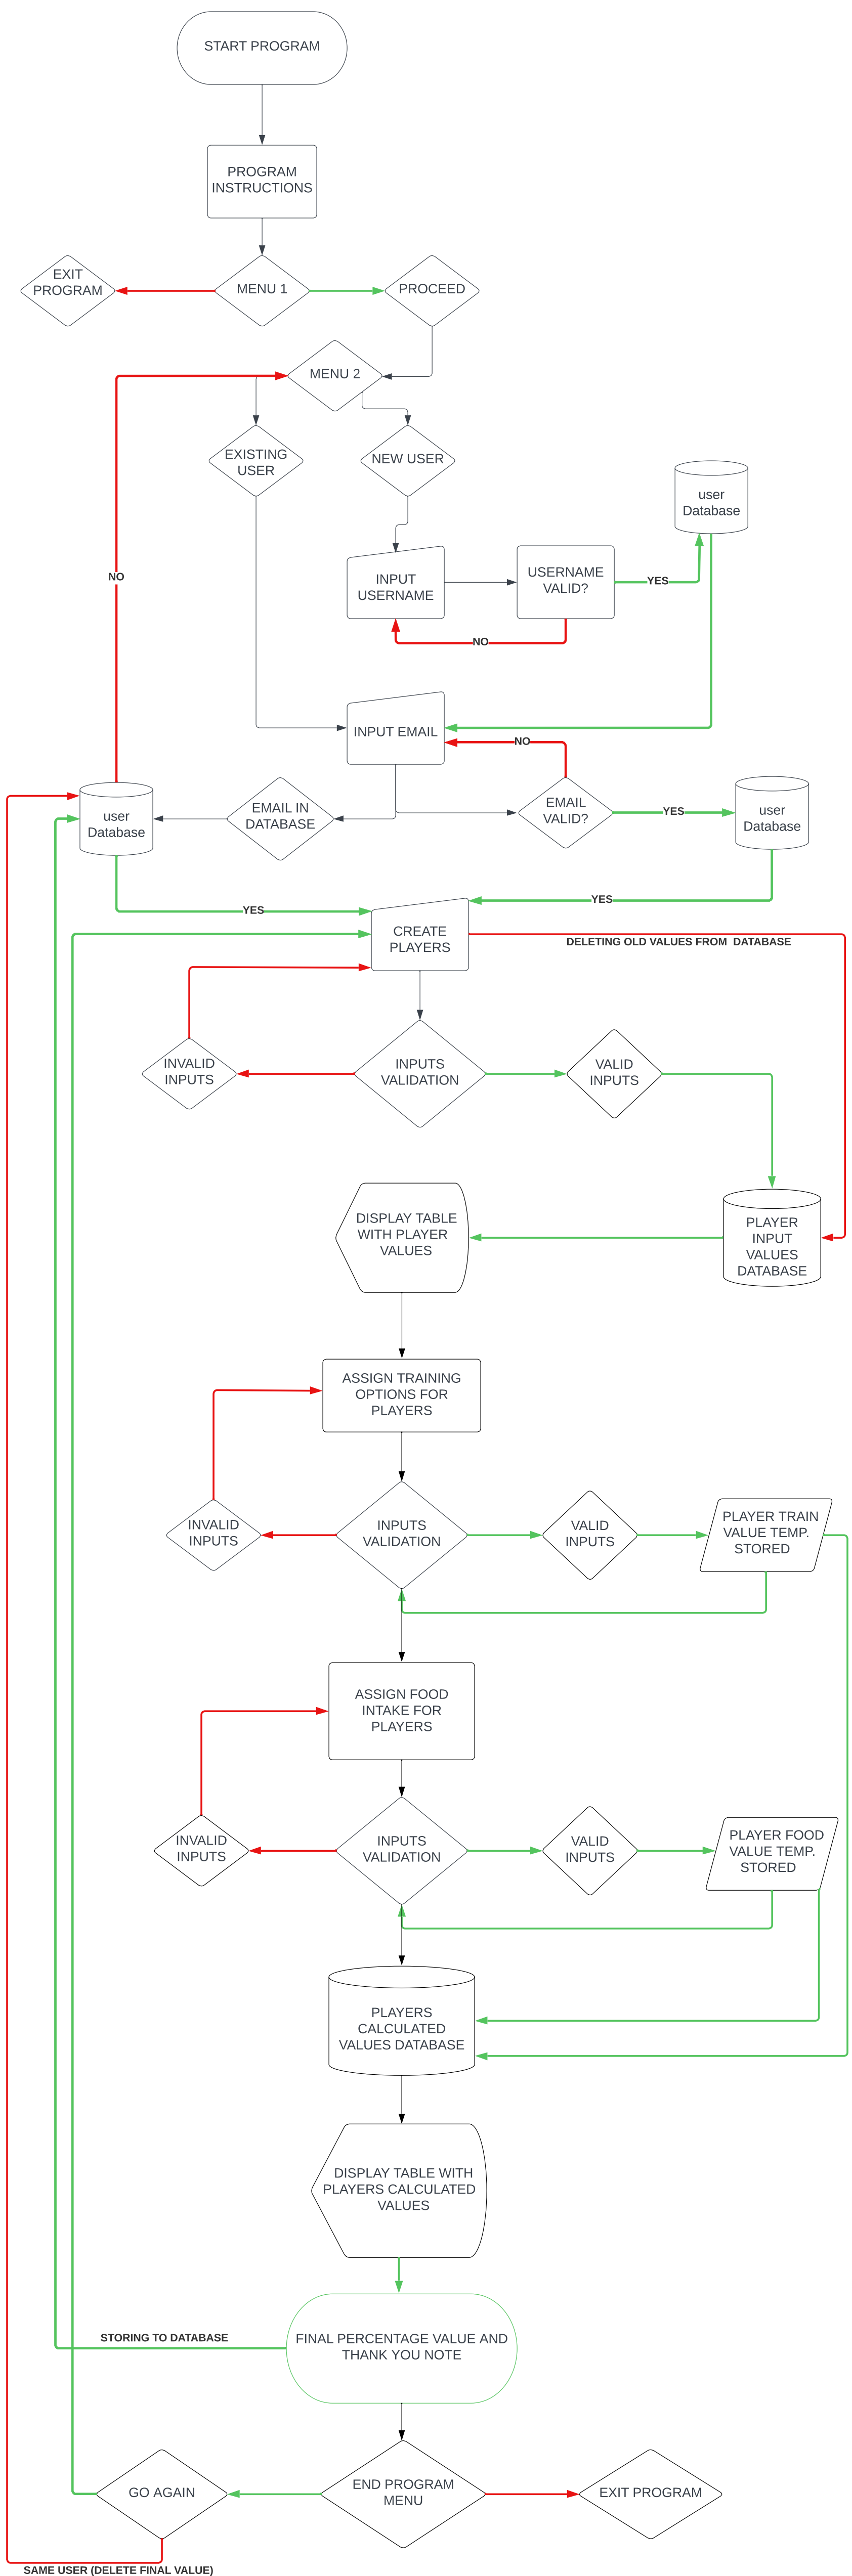 START PROGRAM
PROGRAM
INSTRUCTIONS
EXIT
PROGRAM
MENU 1
PROCEED
MENU 2
EXISTING
USER
NEW USER
user
Database
INPUT
USERNAME
USERNAME
VALID?
YES
NO
NO
INPUT EMAIL
NO
user
Database
EMAIL IN
DATABASE
EMAIL
VALID?
YES
user
Database
YES
YES
CREATE
PLAYERS
DELETING OLD VALUES FROM  DATABASE
INVALID
INPUTS
INPUTS
VALIDATION
VALID
INPUTS
DISPLAY TABLE
WITH PLAYER
VALUES
PLAYER
INPUT
VALUES
DATABASE
ASSIGN TRAINING
OPTIONS FOR
PLAYERS
INVALID
INPUTS
INPUTS
VALIDATION
VALID
INPUTS
PLAYER TRAIN
VALUE TEMP.
STORED
ASSIGN FOOD
INTAKE FOR
PLAYERS
INVALID
INPUTS
INPUTS
VALIDATION
VALID
INPUTS
PLAYER FOOD
VALUE TEMP.
STORED
PLAYERS
CALCULATED
VALUES DATABASE
DISPLAY TABLE WITH
PLAYERS CALCULATED
VALUES
STORING TO DATABASE
FINAL PERCENTAGE VALUE AND
THANK YOU NOTE
GO AGAIN
END PROGRAM
MENU
EXIT PROGRAM
SAME USER (DELETE FINAL VALUE)